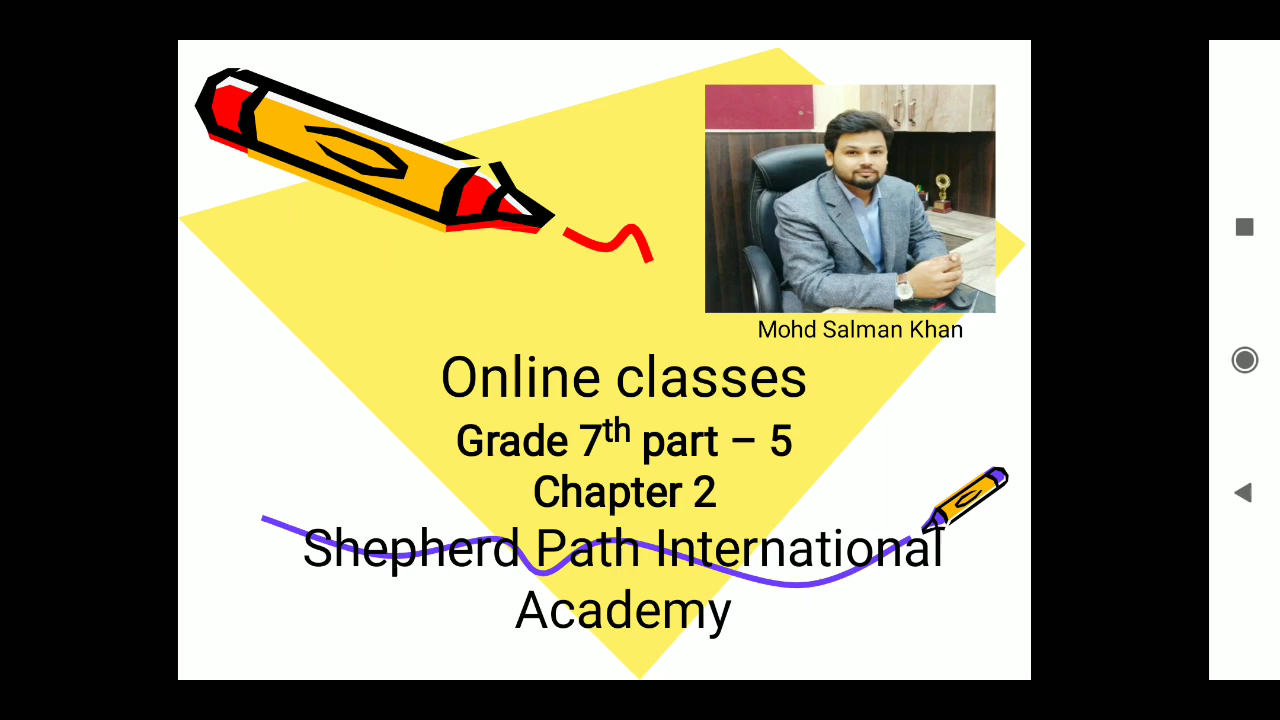 Mohd Salman Khan
Online classes
Grade 7th part – 5
Chapter 2
Shepherd Path International
Academy